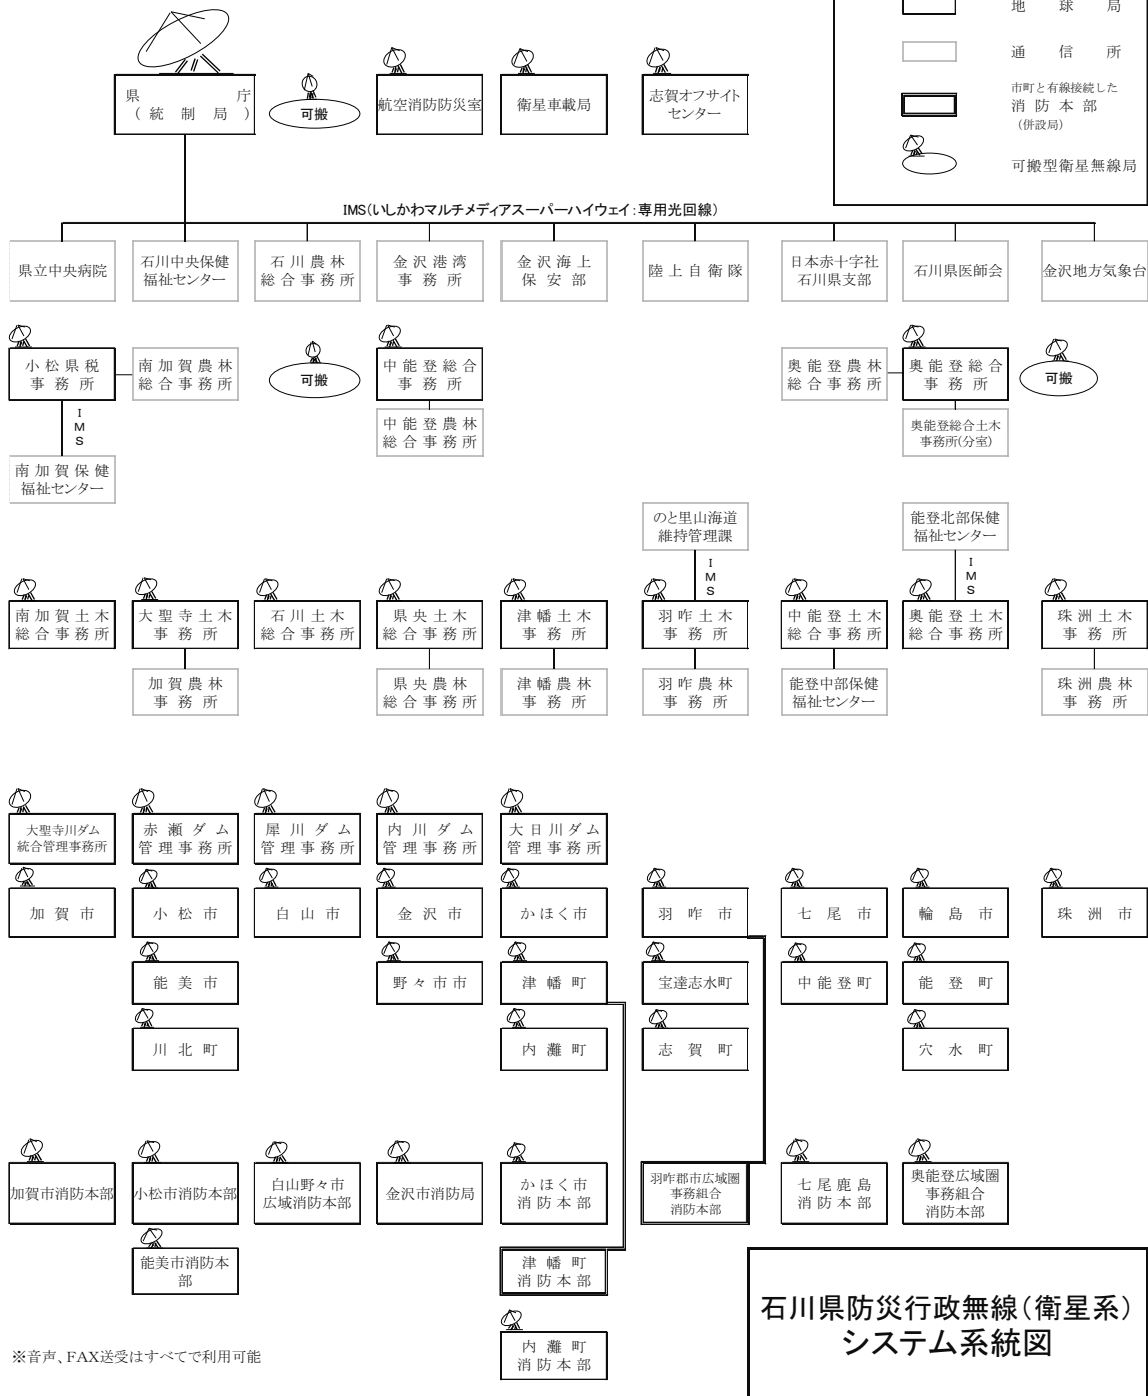 地球局
通信所
市町と有線接続した
消防本部
(併設局)
可搬型衛星無線局
県庁
(統制局)
可搬
航空消防防災室
衛星車載局
志賀オフサイト
センター
IMS(いしかわマルチメディアスーパーハイウェイ:専用光回線)
県立中央病院
石川中央保健
福祉センター
石川農林
総合事務所
金沢港湾
事務所
金沢海上
保安部
陸上自衛隊
日本赤十字社
石川県支部
石川県医師会
金沢地方気象台
小松県税
事務所
南加賀農林
総合事務所
可搬
中能登総合
事務所
奥能登農林
総合事務所
奥能登総合
事務所
可搬
IMS
中能登農林
総合事務所
奥能登総合土木
事務所(分室)
南加賀保健
福祉センター
のと里山海道
維持管理課
能登北部保健
福祉センター
IMS
IMS
南加賀土木
総合事務所
大聖寺土木
事務所
石川土木
総合事務所
県央土木
総合事務所
津幡土木
事務所
羽咋土木
事務所
中能登土木
総合事務所
奥能登土木
総合事務所
珠洲土木
事務所
加賀農林
事務所
県央農林
総合事務所
津幡農林
事務所
羽咋農林
事務所
能登中部保健
福祉センター
珠洲農林
事務所
大聖寺川ダム
統合管理事務所
赤瀬ダム
管理事務所
犀川ダム
管理事務所
内川ダム
管理事務所
大日川ダム
管理事務所
加賀市
小松市
白山市
金沢市
かほく市
羽咋市
七尾市
輪島市
珠洲市
能美市
野々市市
津幡町
宝達志水町
中能登町
能登町
川北町
内灘町
志賀町
穴水町
加賀市消防本部
小松市消防本部
白山野々市
広域消防本部
金沢市消防局
かほく市
消防本部
羽咋郡市広域圏
事務組合
消防本部
七尾鹿島
消防本部
奥能登広域圏
事務組合
消防本部
能美市消防本
部
津幡町
消防本部
内灘町
消防本部
石川県防災行政無線(衛星系)
システム系統図
※音声、FAX送受はすべてで利用可能